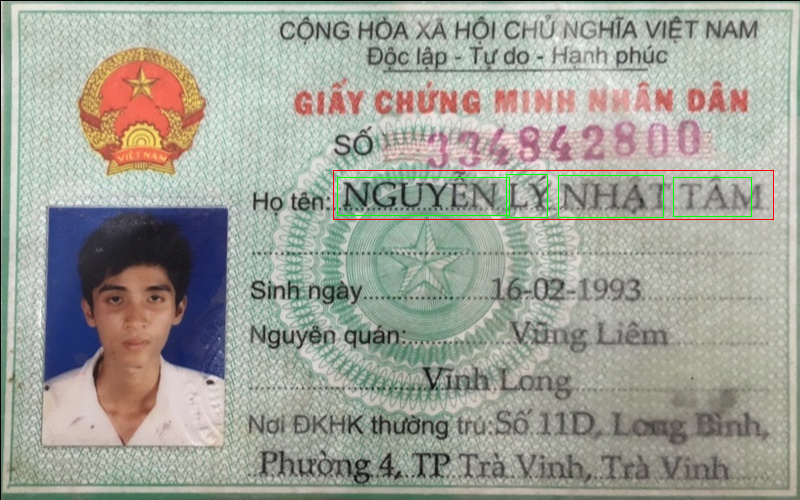 CỘNG HÒA XÃ HỘI CHỦ NGHĨA VIỆT NAM
Độc lập - Tự do - Hạnh phúc
GIẤY CHỨNG MINH NHÂN DÂN
SỐ 334842800
VIỆT NAM
Họ tên: NGUYỄN LÝ NHẬT TÂM
Sinh ngày 16-02-1993
Nguyên quán: Vũng Liêm
Vĩnh Long
Nơi ĐKHK thường trú: Số 11D, Long Bình,
Phường 4, TP Trà Vinh, Trà Vinh